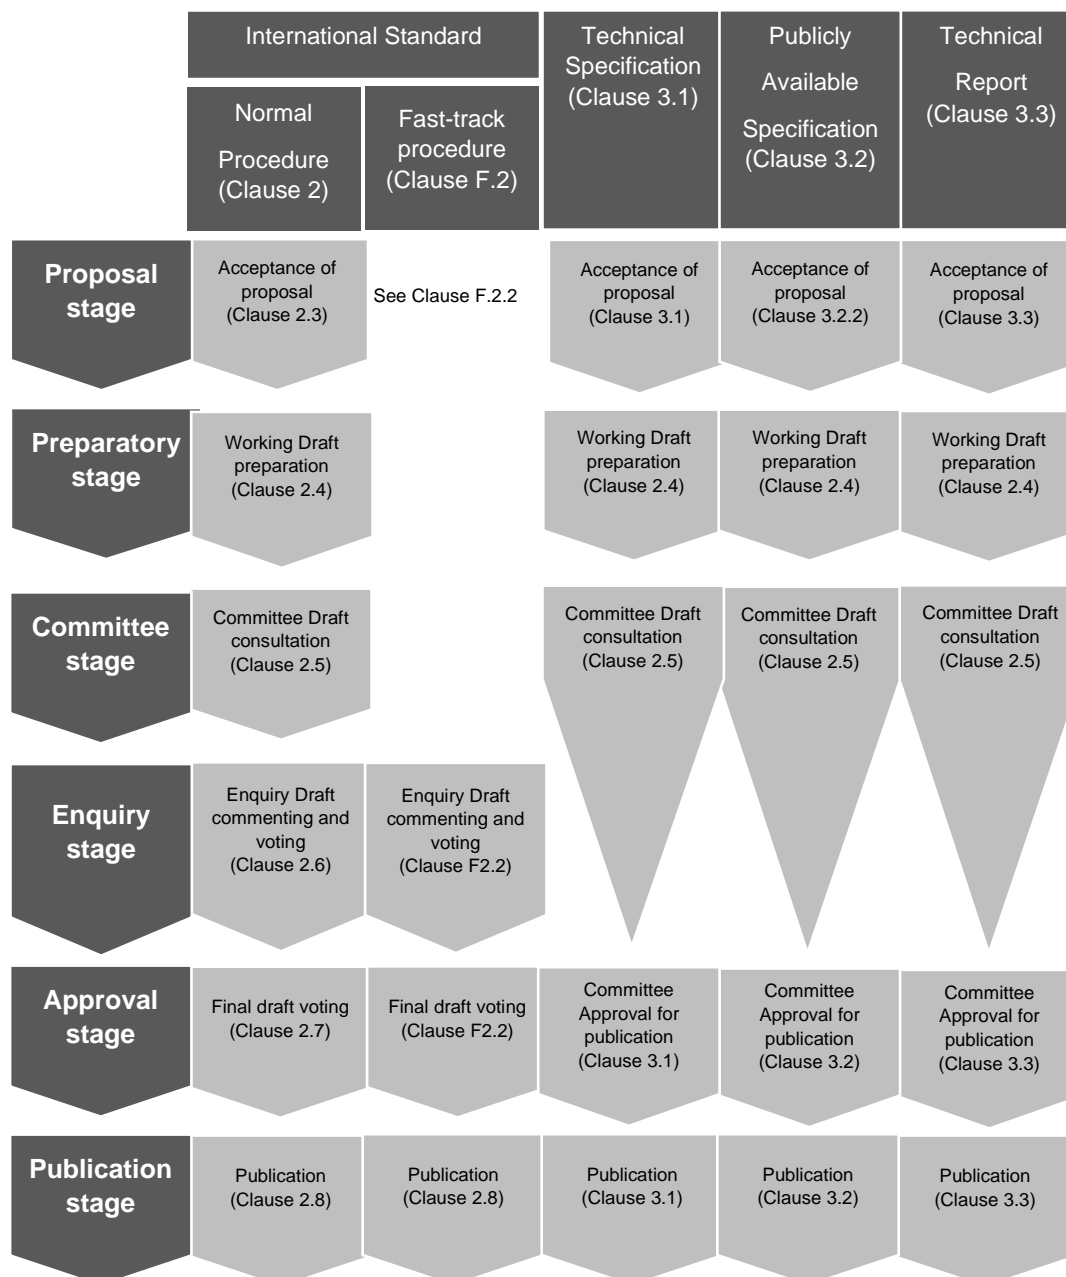 International Standard
Technical
Specification
(Clause 3.1)
Publicly
Available
Specification
(Clause 3.2)
Technical
Report
(Clause 3.3)
Normal
Procedure
(Clause 2)
Fast-track
procedure
(Clause F.2)
Proposal
stage
Acceptance of
proposal
(Clause 2.3)
See Clause F.2.2
Acceptance of
proposal
(Clause 3.1)
Acceptance of
proposal
(Clause 3.2.2)
Acceptance of
proposal
(Clause 3.3)
Preparatory
stage
Working Draft
preparation
(Clause 2.4)
Working Draft
preparation
(Clause 2.4)
Working Draft
preparation
(Clause 2.4)
Working Draft
preparation
(Clause 2.4)
Committee
stage
Committee Draft
consultation
(Clause 2.5)
Committee Draft
consultation
(Clause 2.5)
Committee Draft
consultation
(Clause 2.5)
Committee Draft
consultation
(Clause 2.5)
Enquiry
stage
Enquiry Draft
commenting and
voting
(Clause 2.6)
Enquiry Draft
commenting and
voting
(Clause F2.2)
Approval
stage
Final draft voting
(Clause 2.7)
Final draft voting
(Clause F2.2)
Committee
Approval for
publication
(Clause 3.1)
Committee
Approval for
publication
(Clause 3.2)
Committee
Approval for
publication
(Clause 3.3)
Publication
stage
Publication
(Clause 2.8)
Publication
(Clause 2.8)
Publication
(Clause 3.1)
Publication
(Clause 3.2)
Publication
(Clause 3.3)